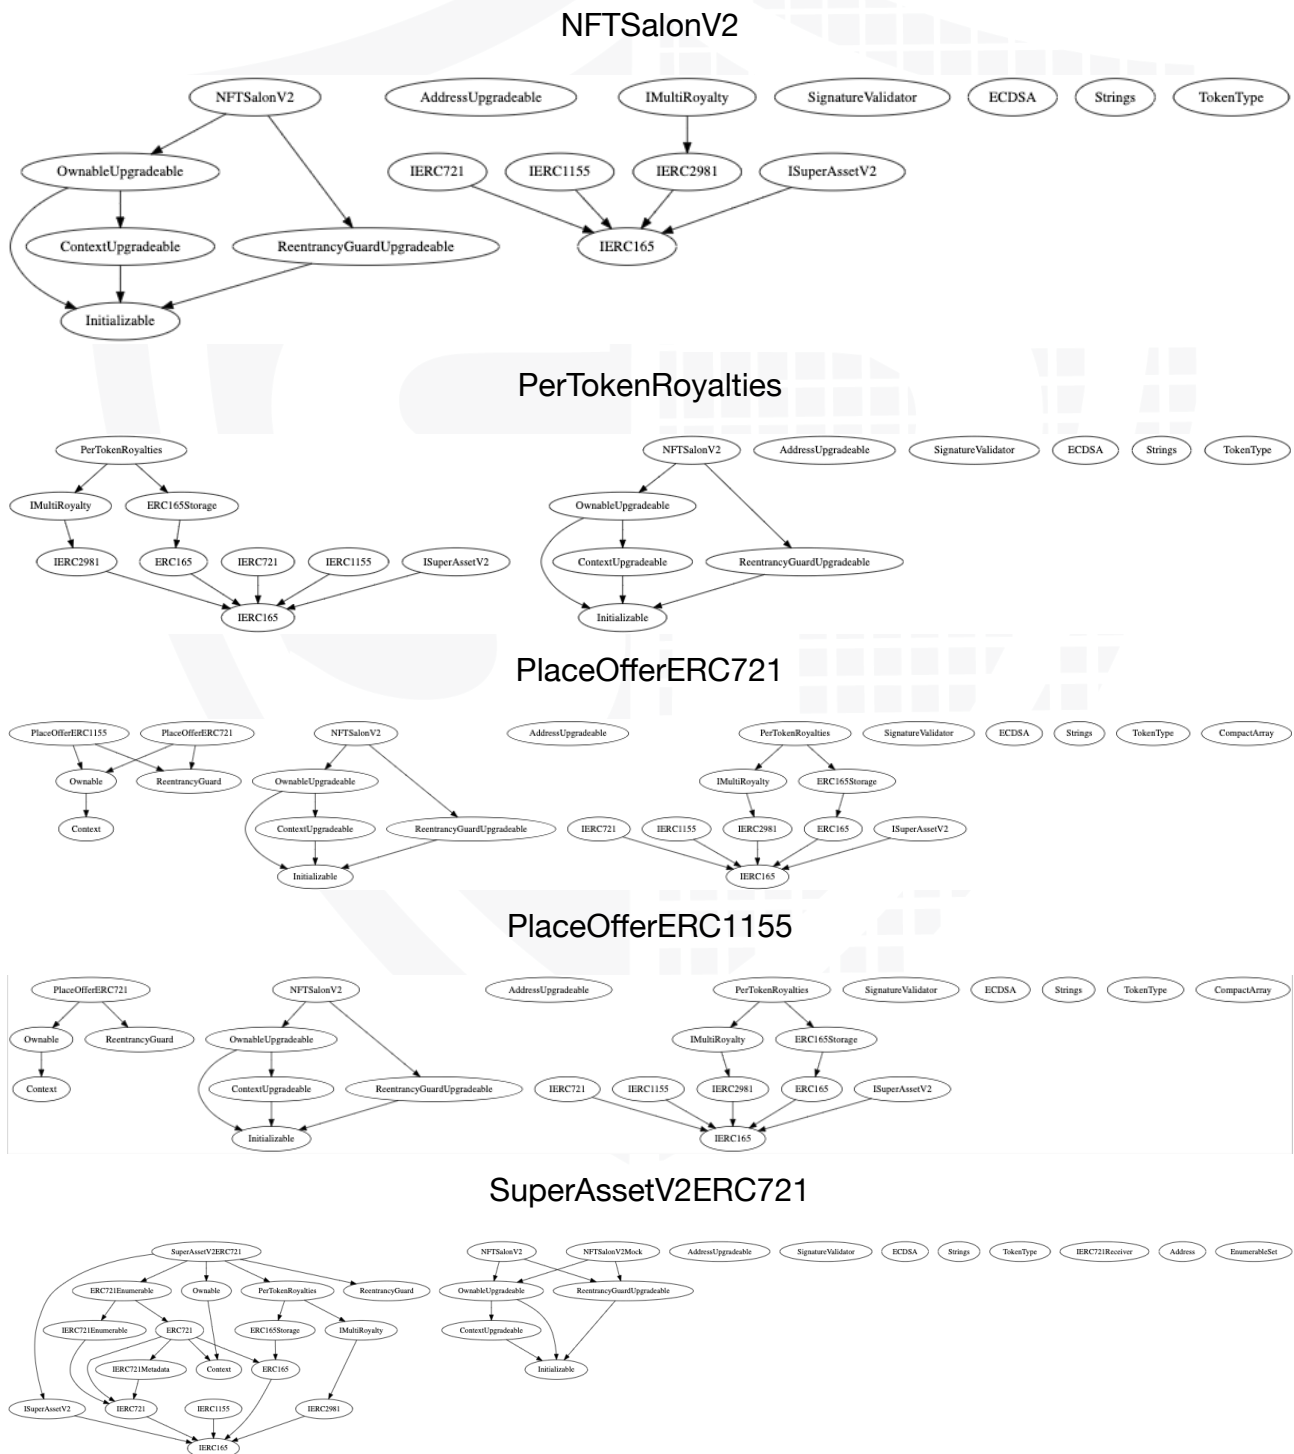 NFTSalonV2
NFTSalonV2 AddressUpgradeable IMultiRoyalty SignatureValidator ECDSA Strings TokenType
OwnableUpgradeable IERC721 IERC1155 IERC2981 ISuperAssetV2
ContextUpgradeable ReentrancyGuardUpgradeable IERC165
Initializable
PerTokenRoyalties
PerTokenRoyalties NFTSalonV2 AddressUpgradeable SignatureValidator ECDSA Strings TokenType
IMultiRoyalty ERC165Storage OwnableUpgradeable
IERC2981 ERC165 IERC721 IERC1155 ISuperAssetV2 ContextUpgradeable ReentrancyGuardUpgradeable
IERC165 Initializable
PlaceOfferERC721
PlaceOfferERC1155 PlaceOfferERC721 NFTSalonV2 AddressUpgradeable PerTokenRoyalties SignatureValidator ECDSA Strings TokenType CompactArray
Ownable ReentrancyGuard OwnableUpgradeable IMultiRoyalty ERC165Storage
Context ContextUpgradeable ReentrancyGuardUpgradeable IERC721 IERC1155 IERC2981 ERC165 ISuperAssetV2
Initializable IERC165
PlaceOfferERC1155
PlaceOfferERC721 NFTSalonV2 AddressUpgradeable PerTokenRoyalties SignatureValidator ECDSA Strings TokenType CompactArray
Ownable ReentrancyGuard OwnableUpgradeable IMultiRoyalty ERC165Storage
Context ContextUpgradeable ReentrancyGuardUpgradeable IERC721 IERC1155 IERC2981 ERC165 ISuperAssetV2
Initializable IERC165
SuperAssetV2ERC721
SuperAssetV2ERC721 NFTSalonV2 NFTSalonV2Mock AddressUpgradeable SignatureValidator ECDSA Strings TokenType IERC721Receiver Address EnumerableSet
ERC721Enumerable Ownable PerTokenRoyalties ReentrancyGuard OwnableUpgradeable ReentrancyGuardUpgradeable
IERC721Enumerable ERC721 ERC165Storage IMultiRoyalty ContextUpgradeable
IERC721Metadata Context ERC165 Initializable
ISuperAssetV2 IERC721 IERC1155 IERC2981
IERC165